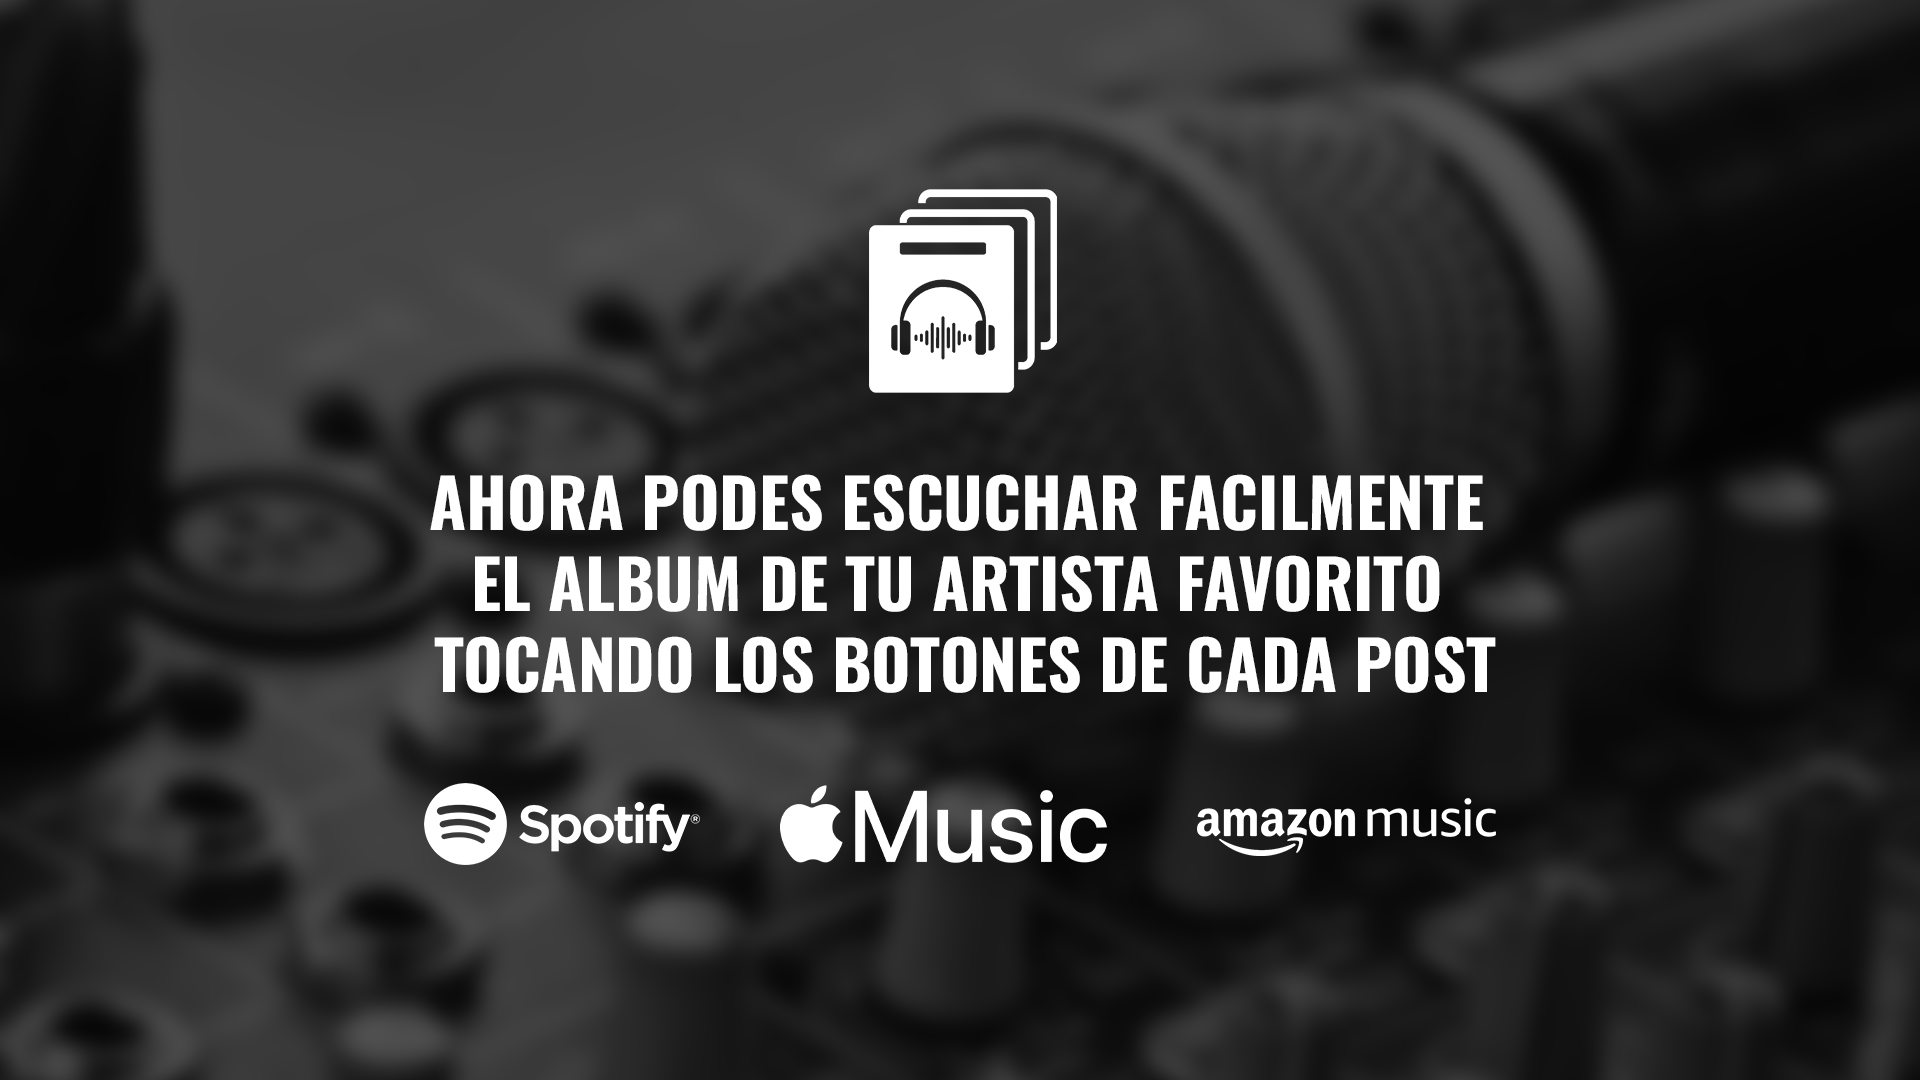 AHORA PODES ESCUCHAR FACILMENTE
EL ALBUM DE TU ARTISTA FAVORITO
TOCANDO LOS BOTONES DE CADA POST
Spotify® Music amazon music